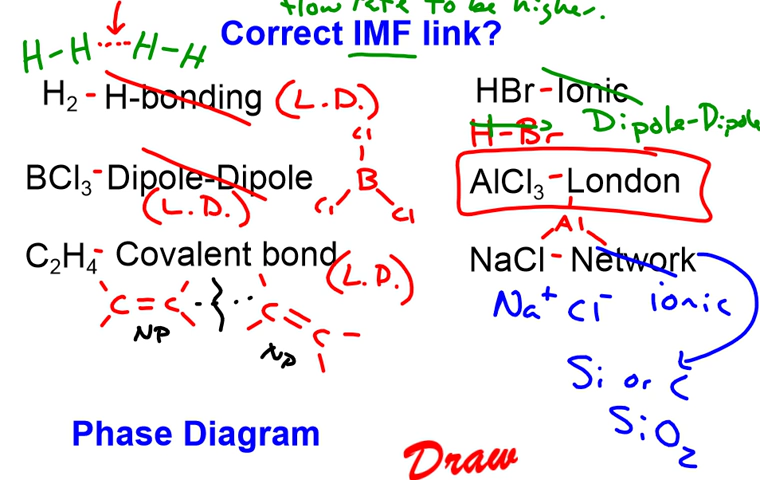 flow rate to be higher.
Correct IMF link?
H-H·····H-H
H₂ - H-bonding (L.D.)
BCl₃ - Dipole-Dipole
(L.D.)
Cl
B
Cl Cl
C₂H₄ - Covalent bond
(L.D.)
C=C
NP
C=C
NP
HBr - Ionic
H-Br Dipole-Dipole
AlCl₃ - London
Al
NaCl - Network
Na⁺ Cl⁻ ionic
Si or C
SiO₂
Phase Diagram
Draw